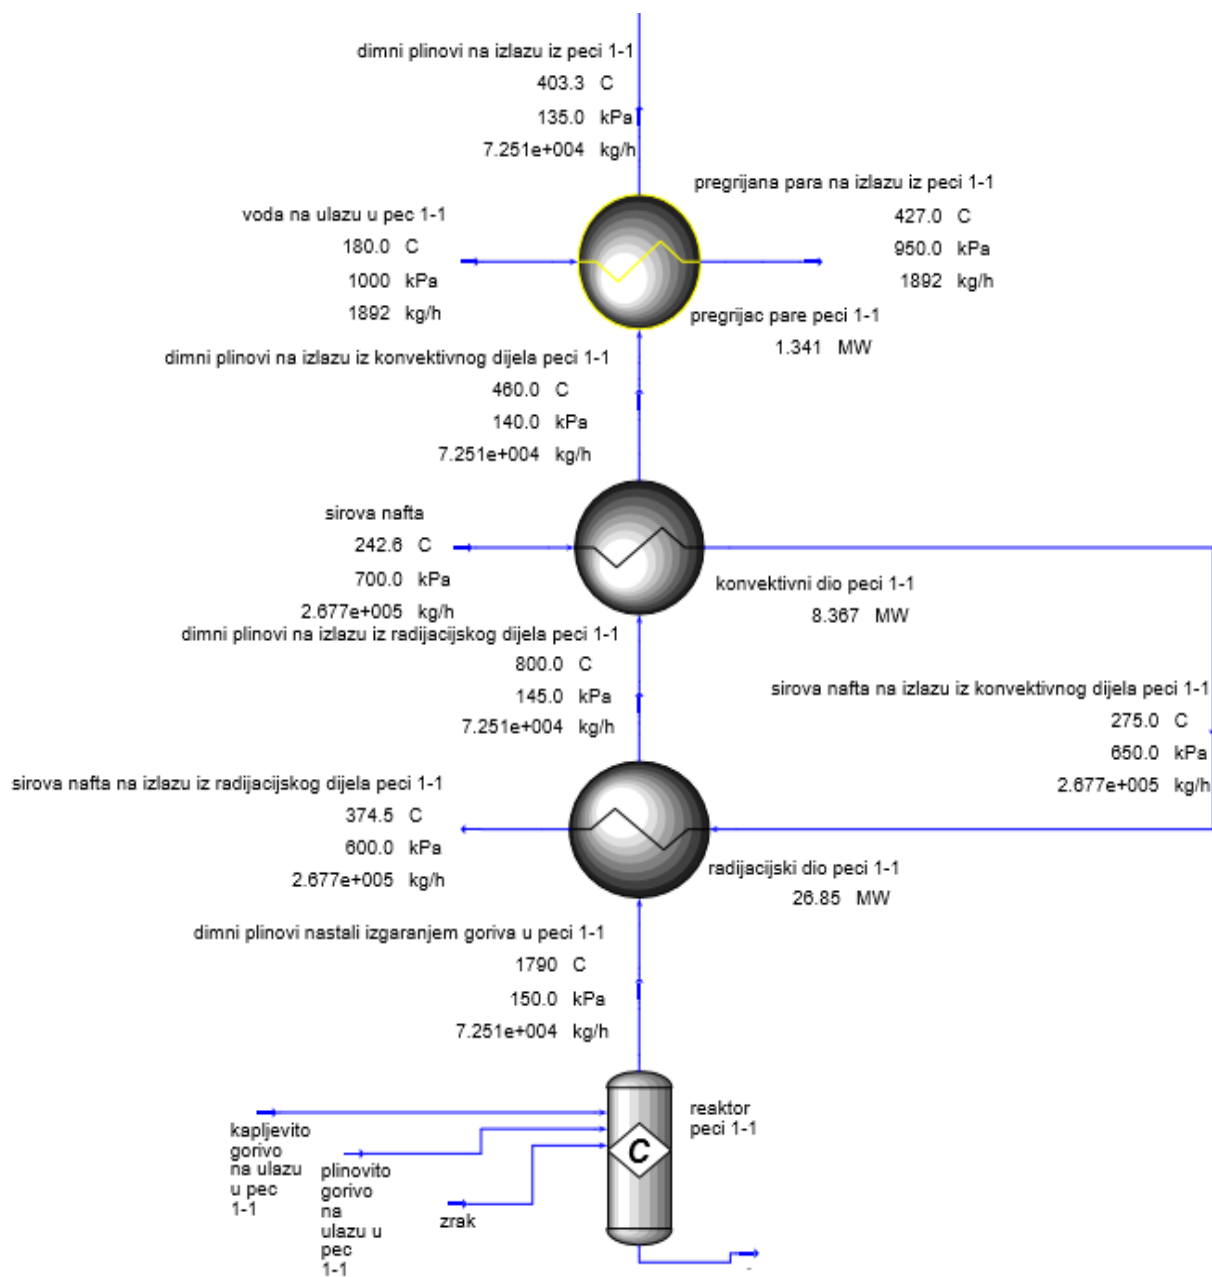 dimni plinovi na izlazu iz peci 1-1
403.3 C
135.0 kPa
7.251e+004 kg/h
pregrijana para na izlazu iz peci 1-1
427.0 C
950.0 kPa
1892 kg/h
voda na ulazu u pec 1-1
180.0 C
1000 kPa
1892 kg/h
pregrijac pare peci 1-1
1.341 MW
dimni plinovi na izlazu iz konvektivnog dijela peci 1-1
460.0 C
140.0 kPa
7.251e+004 kg/h
sirova nafta
242.6 C
700.0 kPa
2.677e+005 kg/h
konvektivni dio peci 1-1
8.367 MW
dimni plinovi na izlazu iz radijacijskog dijela peci 1-1
800.0 C
145.0 kPa
7.251e+004 kg/h
sirova nafta na izlazu iz konvektivnog dijela peci 1-1
275.0 C
650.0 kPa
2.677e+005 kg/h
sirova nafta na izlazu iz radijacijskog dijela peci 1-1
374.5 C
600.0 kPa
2.677e+005 kg/h
radijacijski dio peci 1-1
26.85 MW
dimni plinovi nastali izgaranjem goriva u peci 1-1
1790 C
150.0 kPa
7.251e+004 kg/h
reaktor
peci 1-1
C
kapljevito
gorivo
na ulazu
u pec
1-1
plinovito
gorivo
na
ulazu u
pec
1-1
zrak